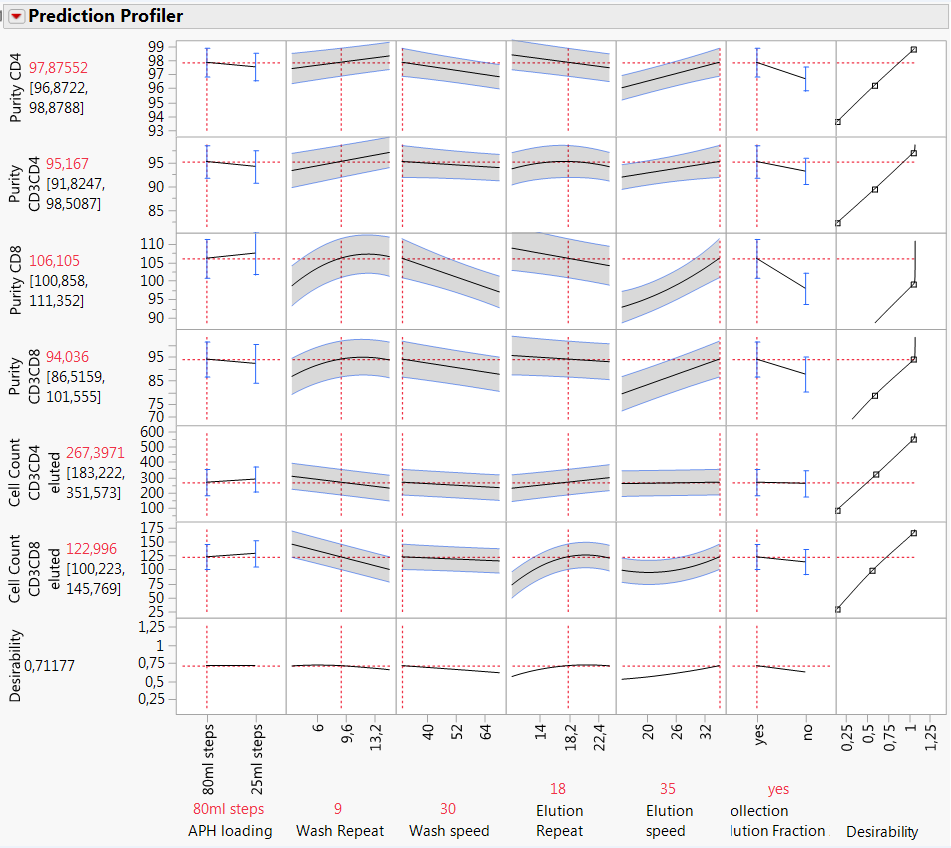 Prediction Profiler
Purity CD4
97,87552
[96,8722,
98,8788]
99
98
97
96
95
94
93
Purity
CD3CD4
95,167
[91,8247,
98,5087]
95
90
85
Purity CD8
106,105
[100,858,
111,352]
110
105
100
95
90
Purity
CD3CD8
94,036
[86,5159,
101,555]
95
85
75
70
Cell Count
CD3CD4
eluted
267,3971
[183,222,
351,573]
600
500
400
300
200
100
Cell Count
CD3CD8
eluted
122,996
[100,223,
145,769]
175
150
125
100
75
50
25
Desirability
0,71177
1,25
1
0,75
0,5
0,25
80ml steps
25ml steps
6
9,6
13,2
40
52
64
14
18,2
22,4
20
26
32
yes
no
0,25
0,5
0,75
1
1,25
80ml steps
APH loading
9
Wash Repeat
30
Wash speed
18
Elution
Repeat
35
Elution
speed
yes
ollection
lution Fraction
Desirability